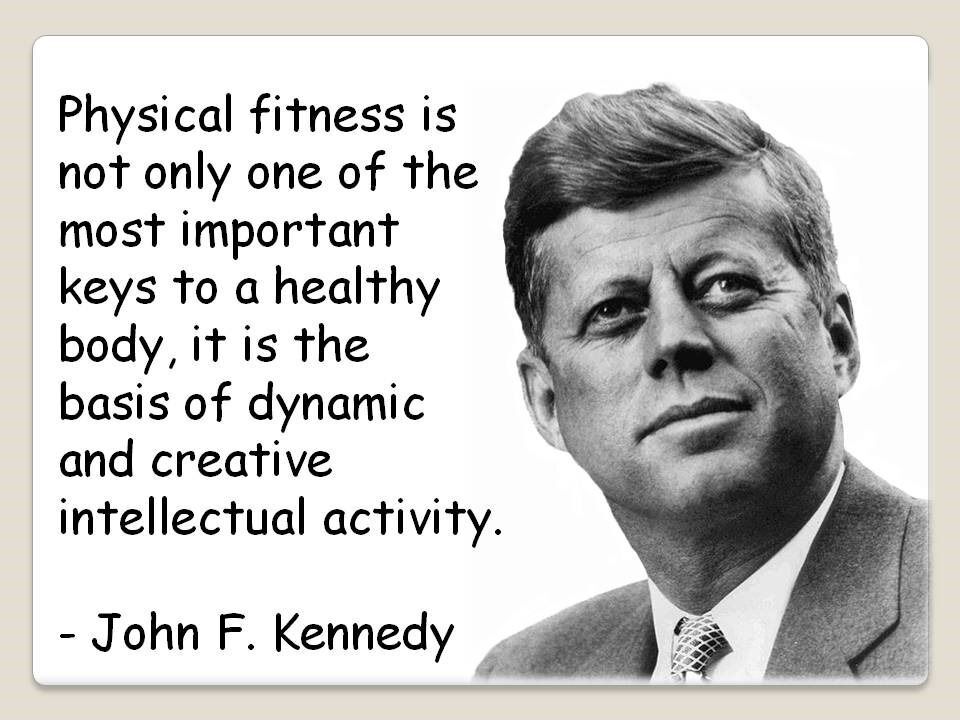 Physical fitness is
not only one of the
most important
keys to a healthy
body, it is the
basis of dynamic
and creative
intellectual activity.
- John F. Kennedy